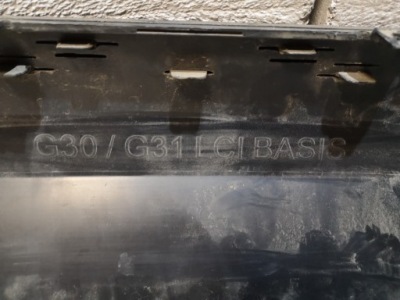 G30 / G31 LCI BASIS